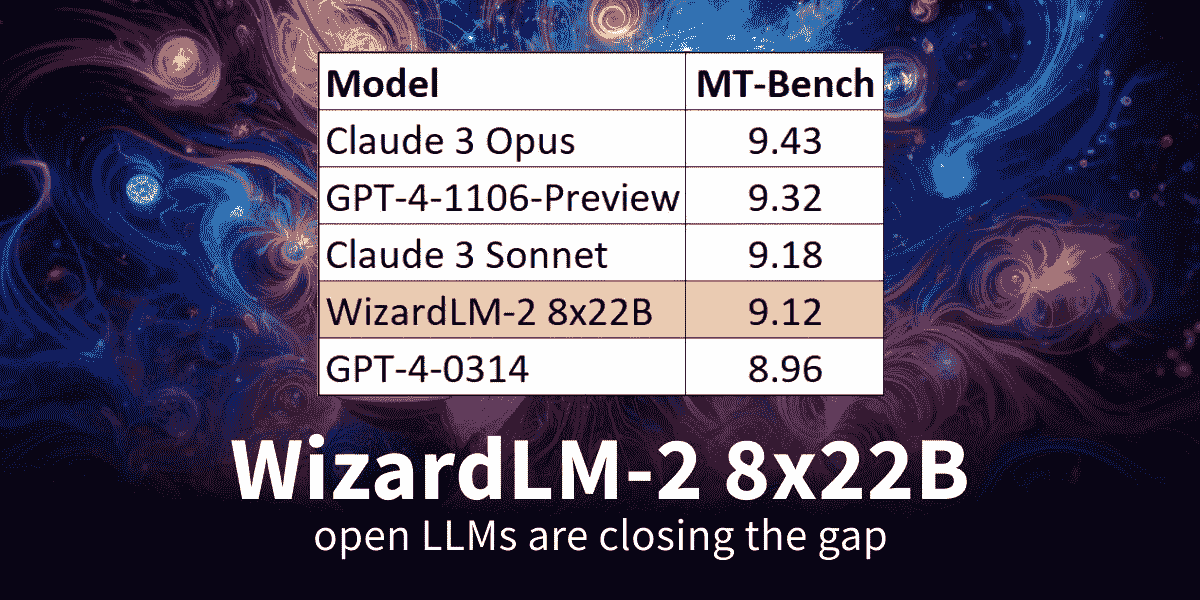 Model MT-Bench
Claude 3 Opus 9.43
GPT-4-1106-Preview 9.32
Claude 3 Sonnet 9.18
WizardLM-2 8x22B 9.12
GPT-4-0314 8.96
WizardLM-2 8x22B
open LLMs are closing the gap